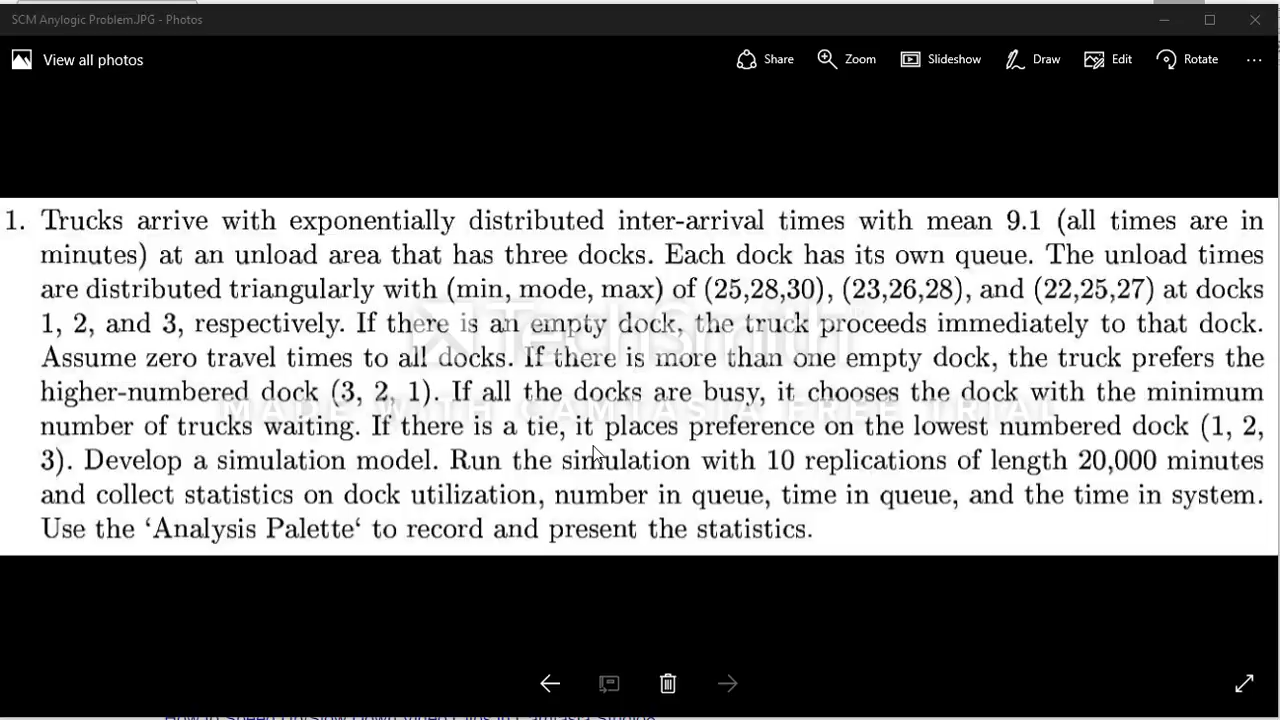 SCM Anylogic Problem.JPG - Photos
View all photos
Share
Zoom
Slideshow
Draw
Edit
Rotate
1. Trucks arrive with exponentially distributed inter-arrival times with mean 9.1 (all times are in
minutes) at an unload area that has three docks. Each dock has its own queue. The unload times
are distributed triangularly with (min, mode, max) of (25,28,30), (23,26,28), and (22,25,27) at docks
1, 2, and 3, respectively. If there is an empty dock, the truck proceeds immediately to that dock.
Assume zero travel times to all docks. If there is more than one empty dock, the truck prefers the
higher-numbered dock (3, 2, 1). If all the docks are busy, it chooses the dock with the minimum
number of trucks waiting. If there is a tie, it places preference on the lowest numbered dock (1, 2,
3). Develop a simulation model. Run the simulation with 10 replications of length 20,000 minutes
and collect statistics on dock utilization, number in queue, time in queue, and the time in system.
Use the ‘Analysis Palette‘ to record and present the statistics.
TechSmith
MADE WITH CAMTASIA FREE TRIAL